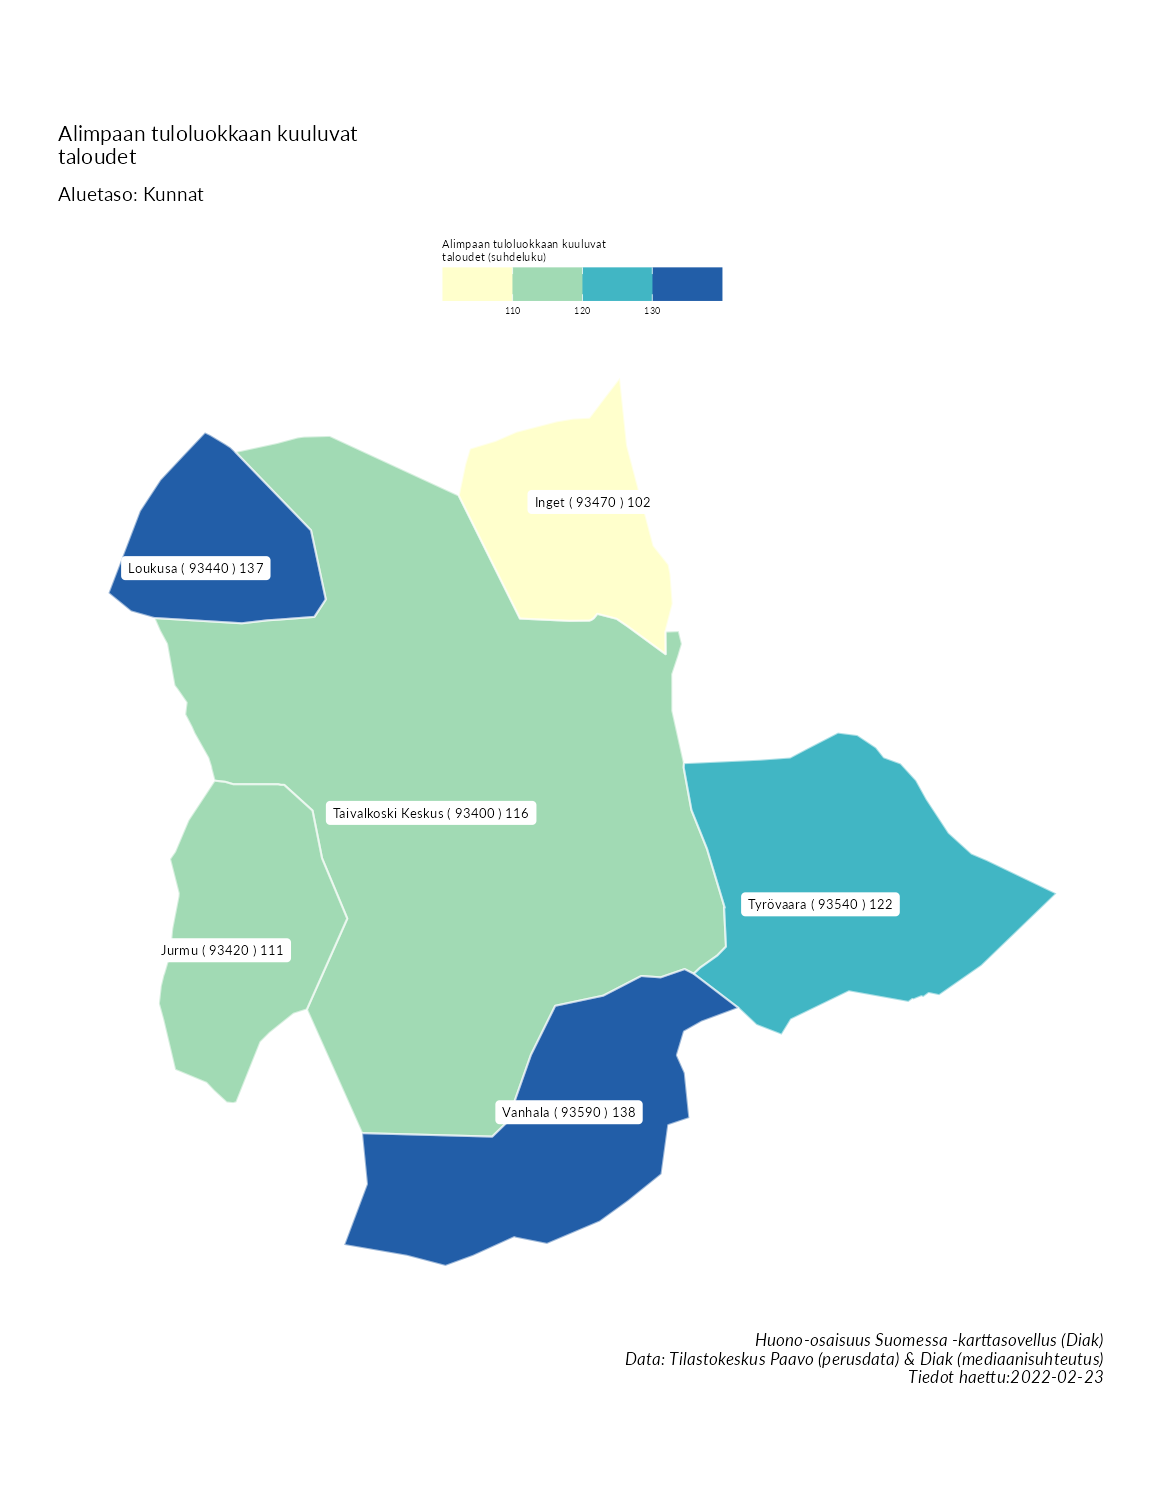 Alimpaan tuloluokkaan kuuluvat
taloudet
Aluetaso: Kunnat
Alimpaan tuloluokkaan kuuluvat
taloudet (suhdeluku)
110 120 130
Inget ( 93470 ) 102
Loukusa ( 93440 ) 137
Taivalkoski Keskus ( 93400 ) 116
Tyrövaara ( 93540 ) 122
Jurmu ( 93420 ) 111
Vanhala ( 93590 ) 138
Huono-osaisuus Suomessa -karttasovellus (Diak)
Data: Tilastokeskus Paavo (perusdata) & Diak (mediaanisuhteutus)
Tiedot haettu:2022-02-23